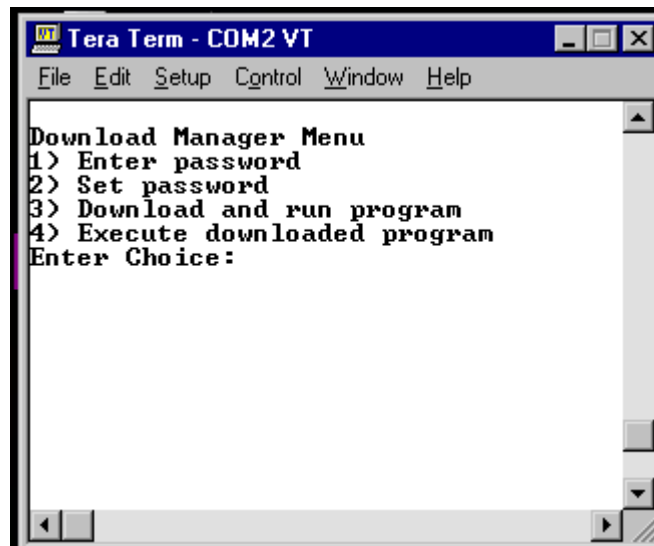 Tera Term - COM2 VT
File Edit Setup Control Window Help
Download Manager Menu
1) Enter password
2) Set password
3) Download and run program
4) Execute downloaded program
Enter Choice: